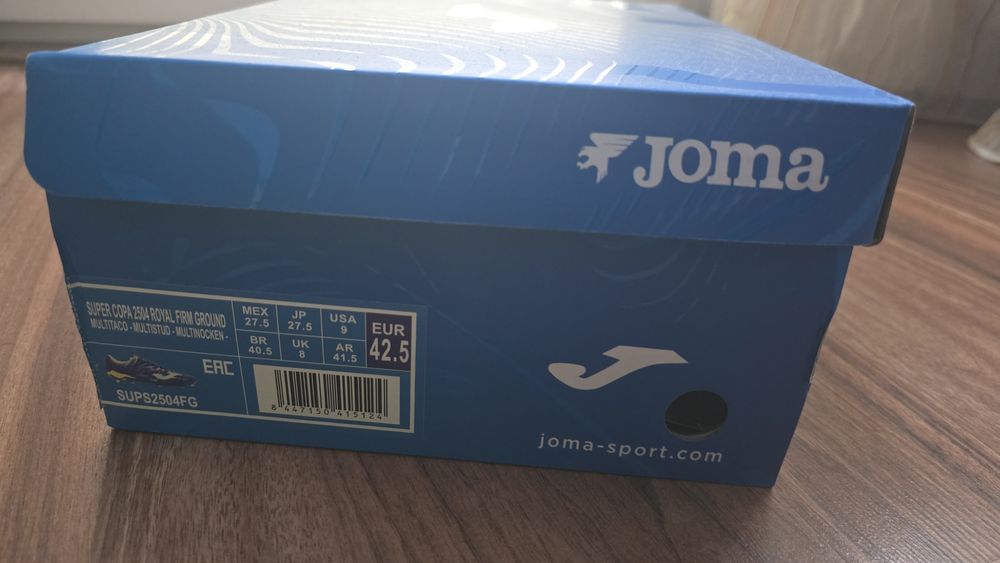 JOMA
SUPER COPA 2504 ROYAL FIRM GROUND
MULTITACO - MULTISTUD - MULTINOCKEN -
MEX
27.5
JP
27.5
USA
9
EUR
42.5
BR
40.5
UK
8
AR
41.5
EAC
SUPS2504FG
8 447150 415124
joma-sport.com